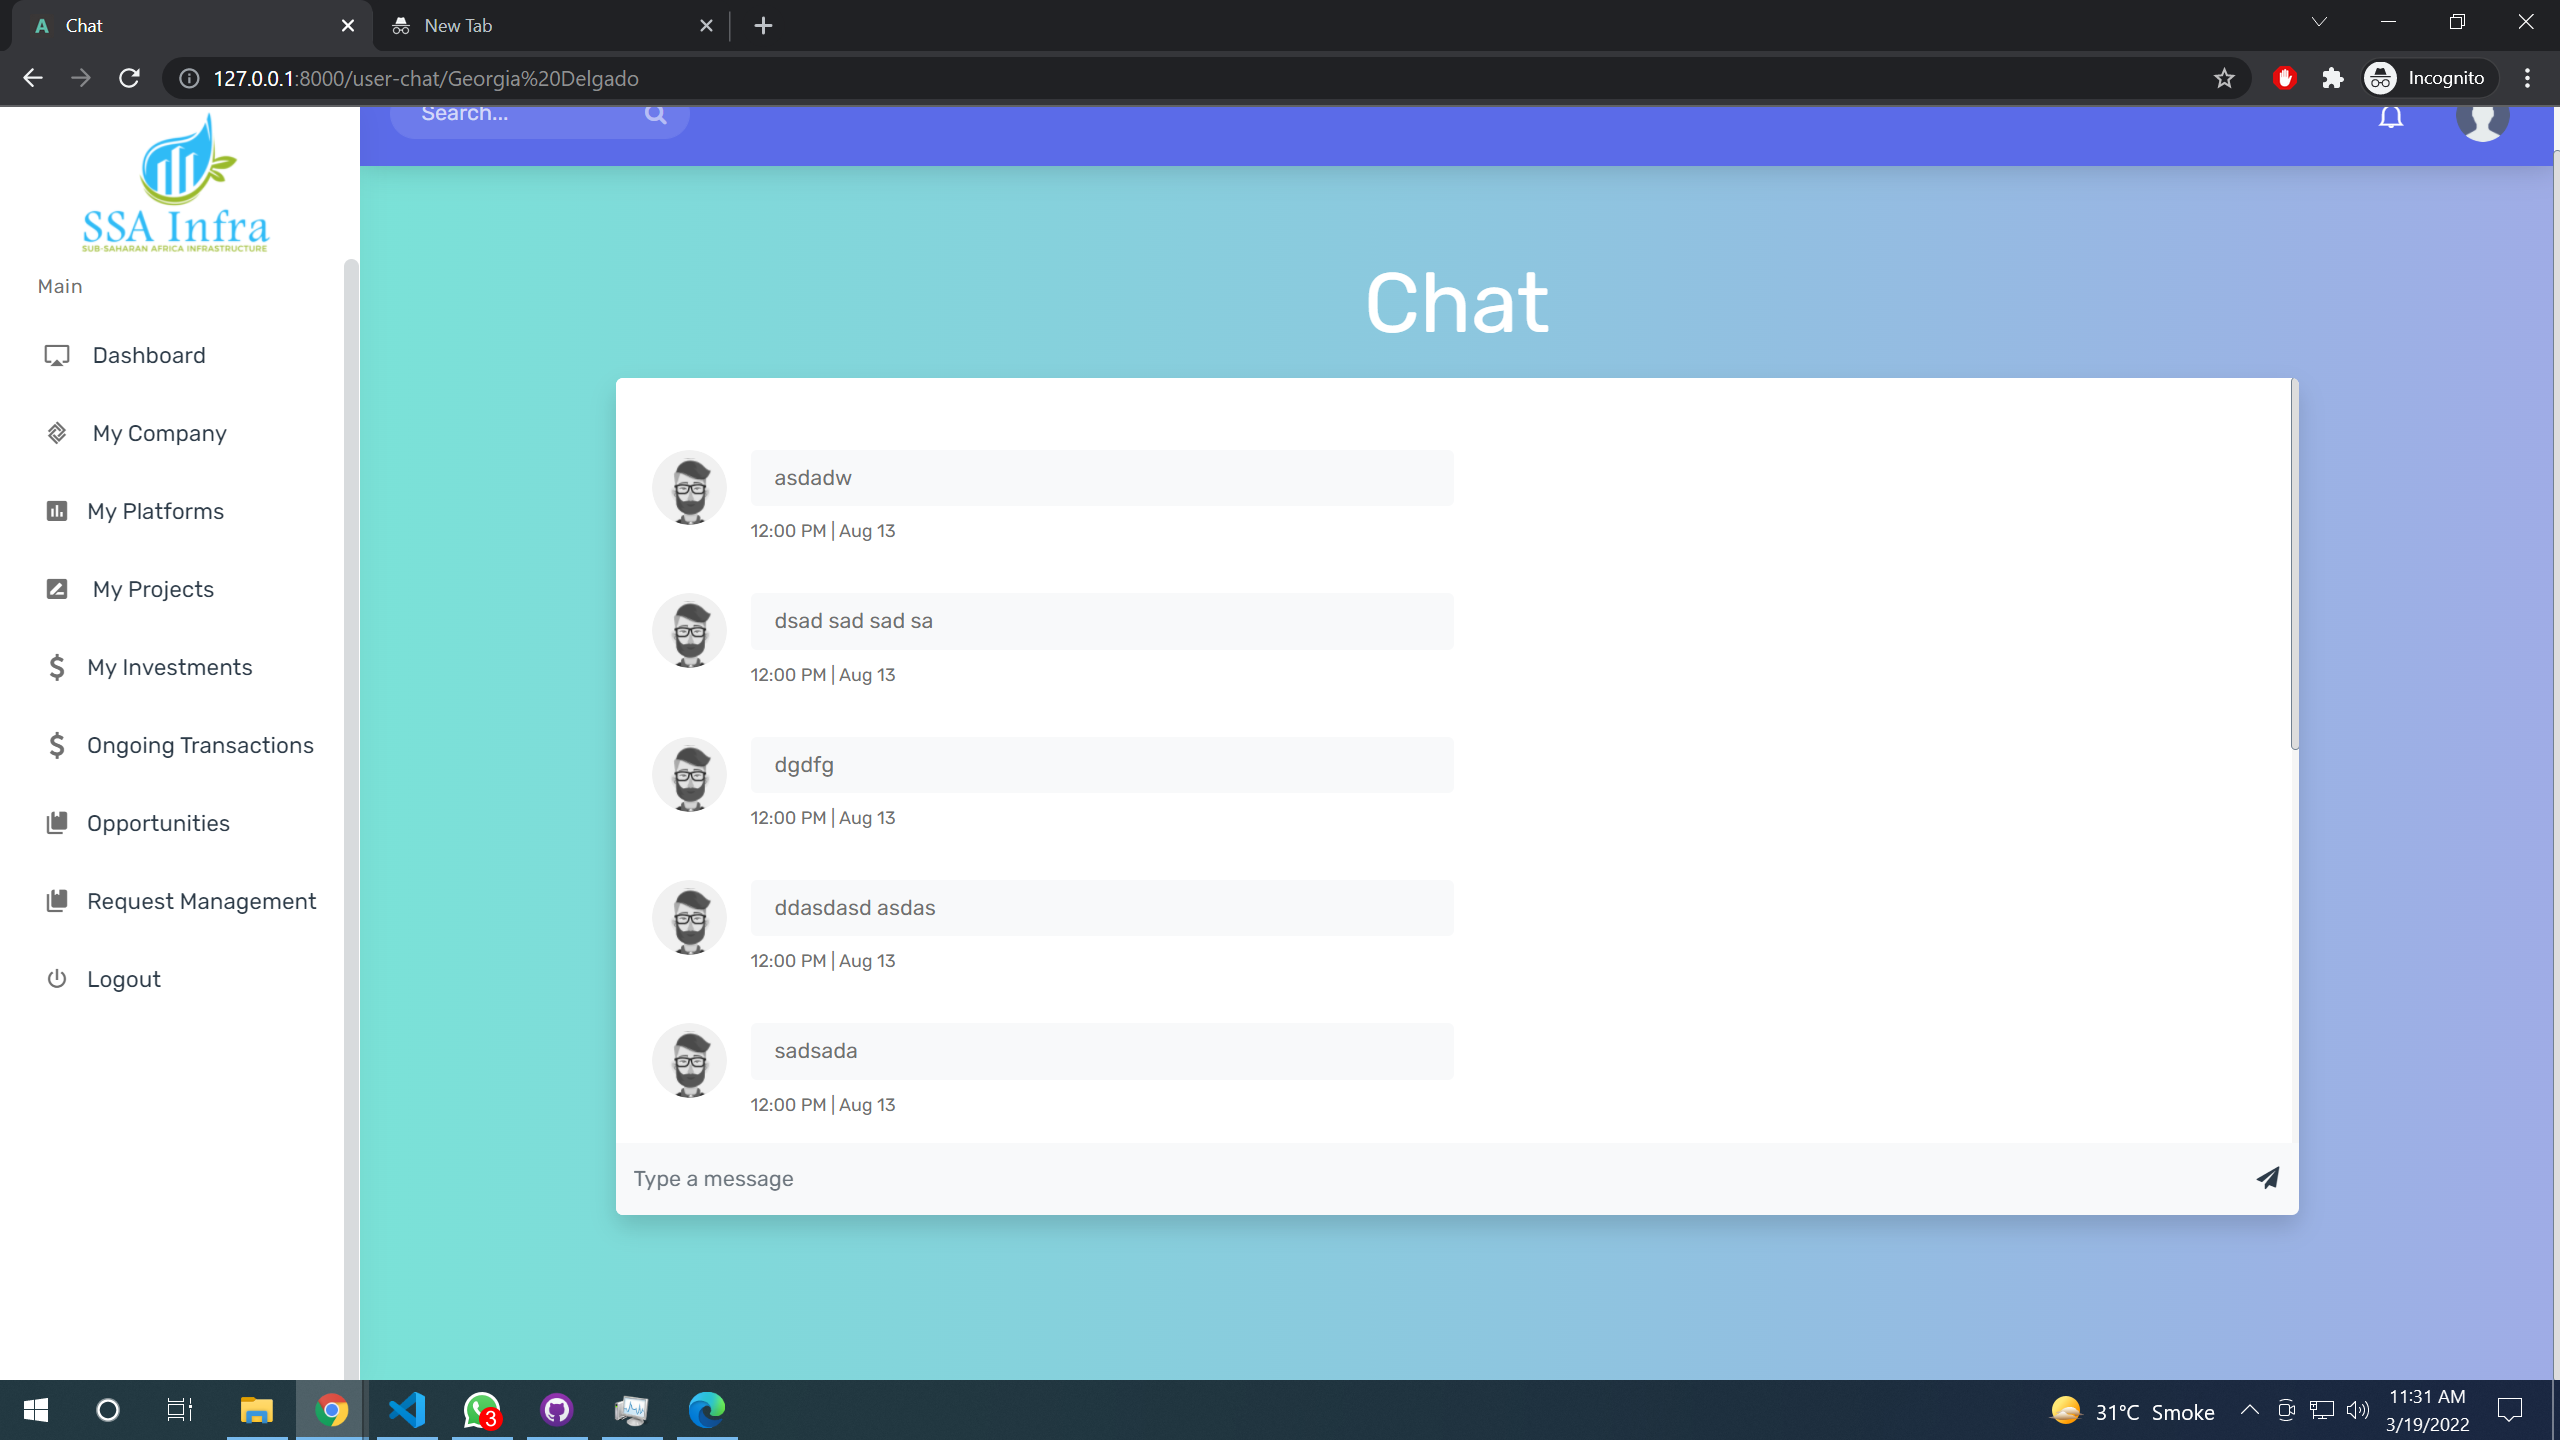 A Chat
New Tab
127.0.0.1:8000/user-chat/Georgia%20Delgado
Incognito
Search...
SSA Infra
SUB-SAHARAN AFRICA INFRASTRUCTURE
Main
Dashboard
My Company
My Platforms
My Projects
My Investments
Ongoing Transactions
Opportunities
Request Management
Logout
Chat
asdadw
12:00 PM | Aug 13
dsad sad sad sa
12:00 PM | Aug 13
dgdfg
12:00 PM | Aug 13
ddasdasd asdas
12:00 PM | Aug 13
sadsada
12:00 PM | Aug 13
Type a message
3
31°C Smoke
11:31 AM
3/19/2022